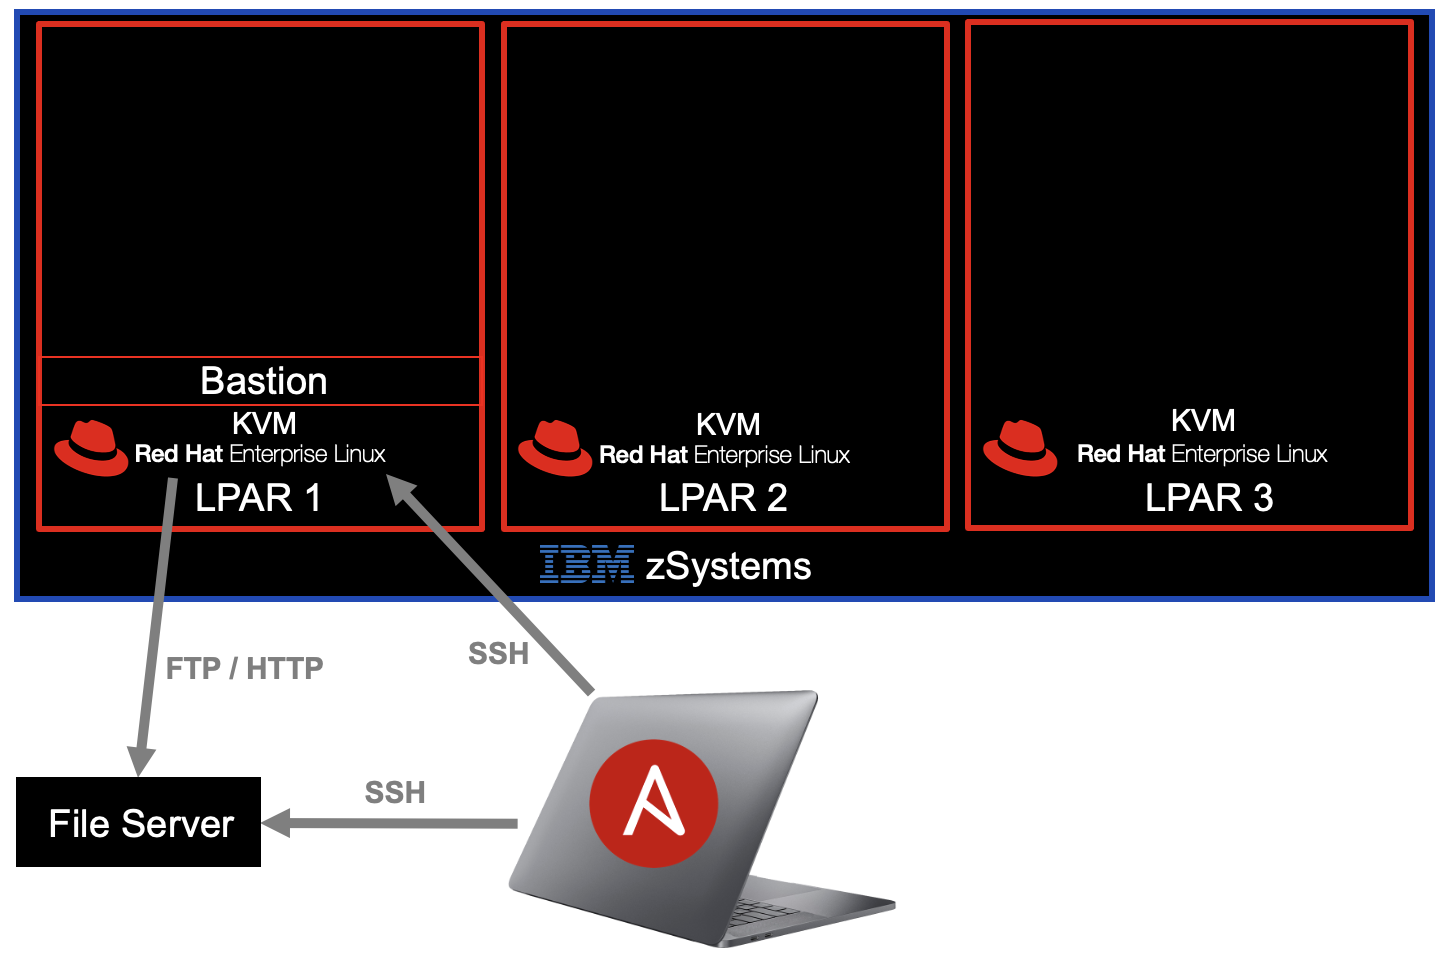 Bastion
KVM
Red Hat Enterprise Linux
LPAR 1
KVM
Red Hat Enterprise Linux
LPAR 2
KVM
Red Hat Enterprise Linux
LPAR 3
IBM zSystems
FTP / HTTP
SSH
SSH
File Server